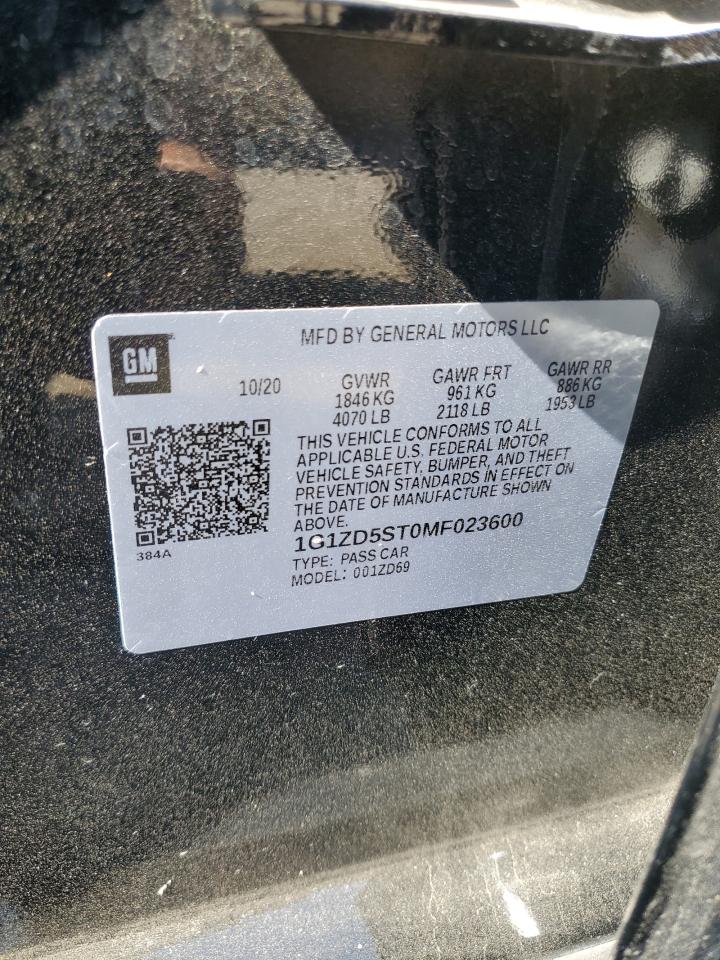 MFD BY GENERAL MOTORS LLC
GM
10/20
GVWR
1846 KG
4070 LB
GAWR FRT
961 KG
2118 LB
GAWR RR
886 KG
1953 LB
THIS VEHICLE CONFORMS TO ALL
APPLICABLE U.S. FEDERAL MOTOR
VEHICLE SAFETY, BUMPER, AND THEFT
PREVENTION STANDARDS IN EFFECT ON
THE DATE OF MANUFACTURE SHOWN
ABOVE.
384A
1G1ZD5ST0MF023600
TYPE: PASS CAR
MODEL: 001ZD69